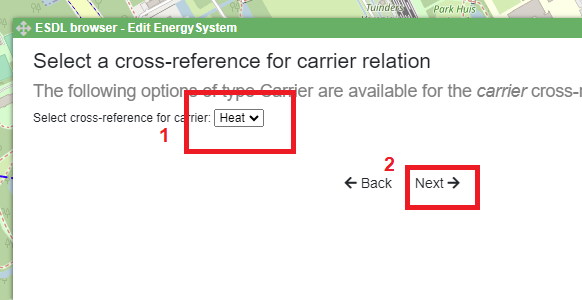 Tuinders
Park Huis
ESDL browser - Edit EnergySystem
Select a cross-reference for carrier relation
The following options of type Carrier are available for the carrier cross-r
Select cross-reference for carrier: Heat
1
2
Back Next